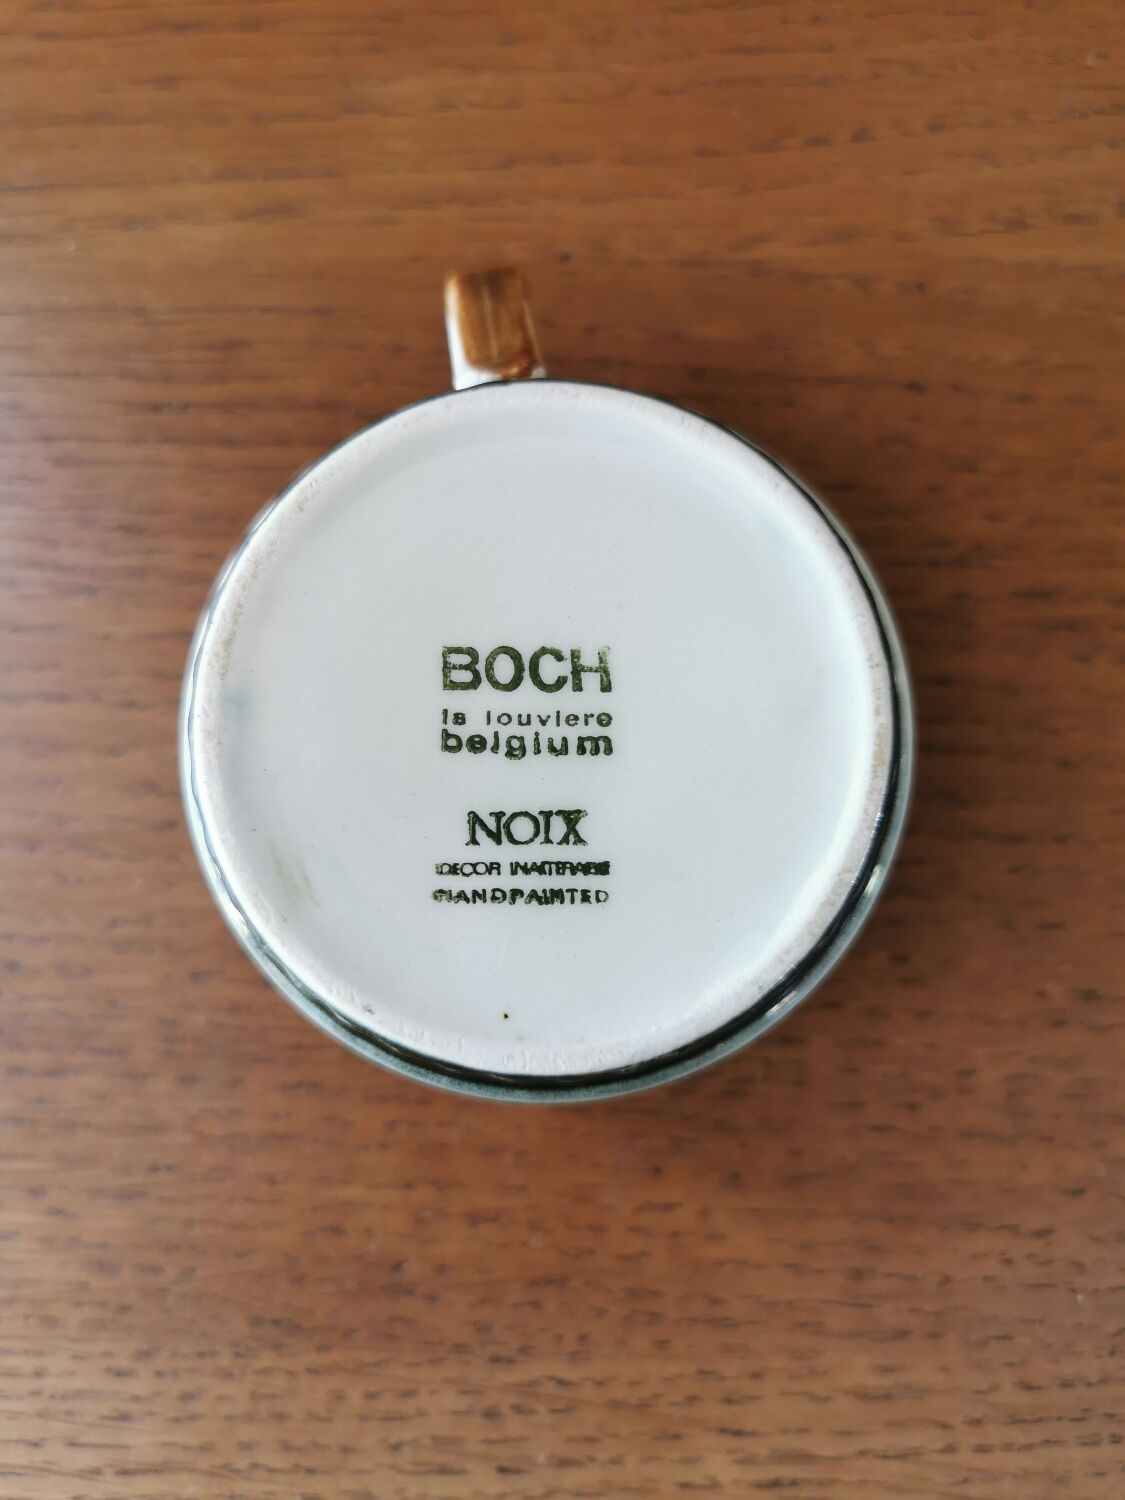 BOCH
la louviere
belgium
NOIX
DECOR INALTERABLE
HANDPAINTED